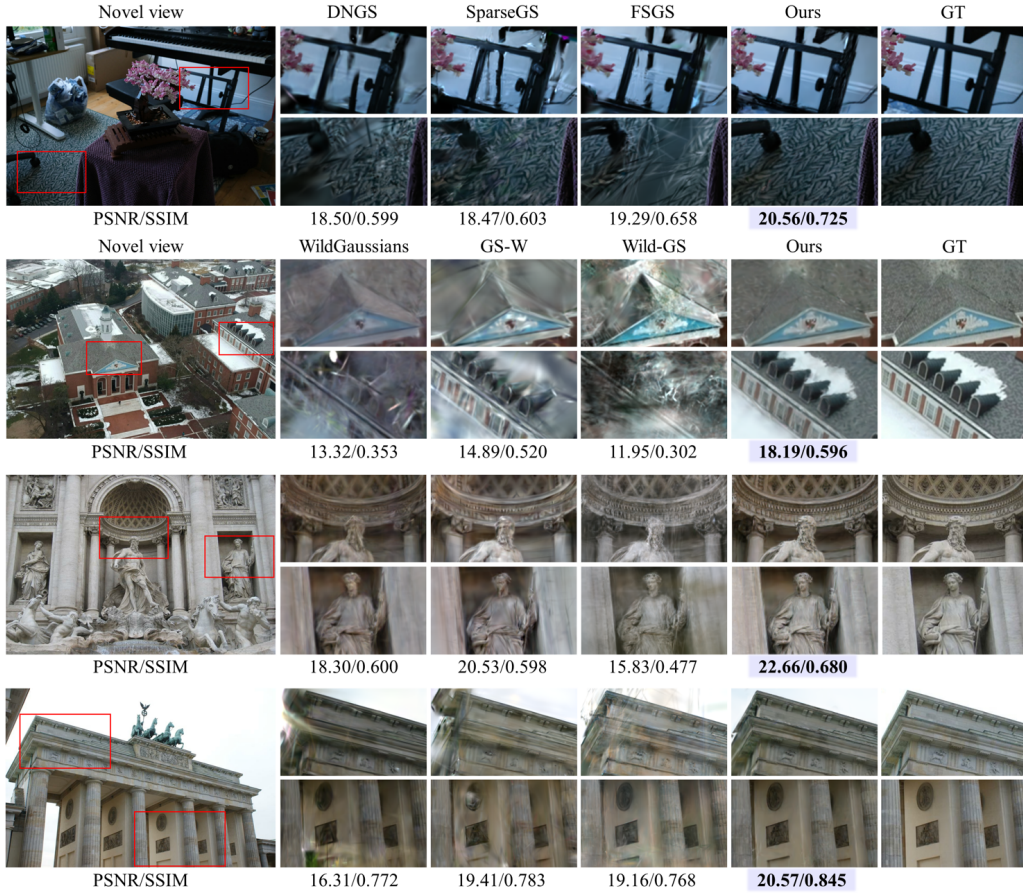 Novel view DNGS SparseGS FSGS Ours GT
PSNR/SSIM 18.50/0.599 18.47/0.603 19.29/0.658 20.56/0.725
Novel view WildGaussians GS-W Wild-GS Ours GT
PSNR/SSIM 13.32/0.353 14.89/0.520 11.95/0.302 18.19/0.596
PSNR/SSIM 18.30/0.600 20.53/0.598 15.83/0.477 22.66/0.680
PSNR/SSIM 16.31/0.772 19.41/0.783 19.16/0.768 20.57/0.845